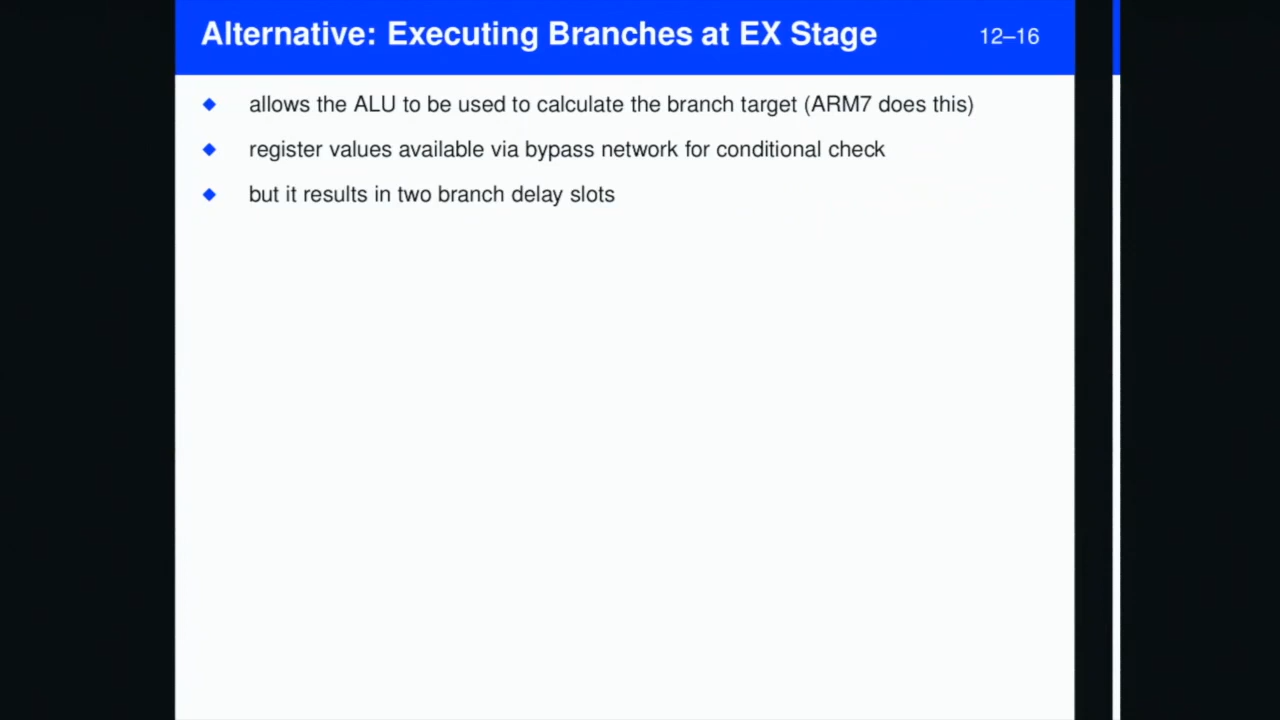 Alternative: Executing Branches at EX Stage
12–16
allows the ALU to be used to calculate the branch target (ARM7 does this)
register values available via bypass network for conditional check
but it results in two branch delay slots